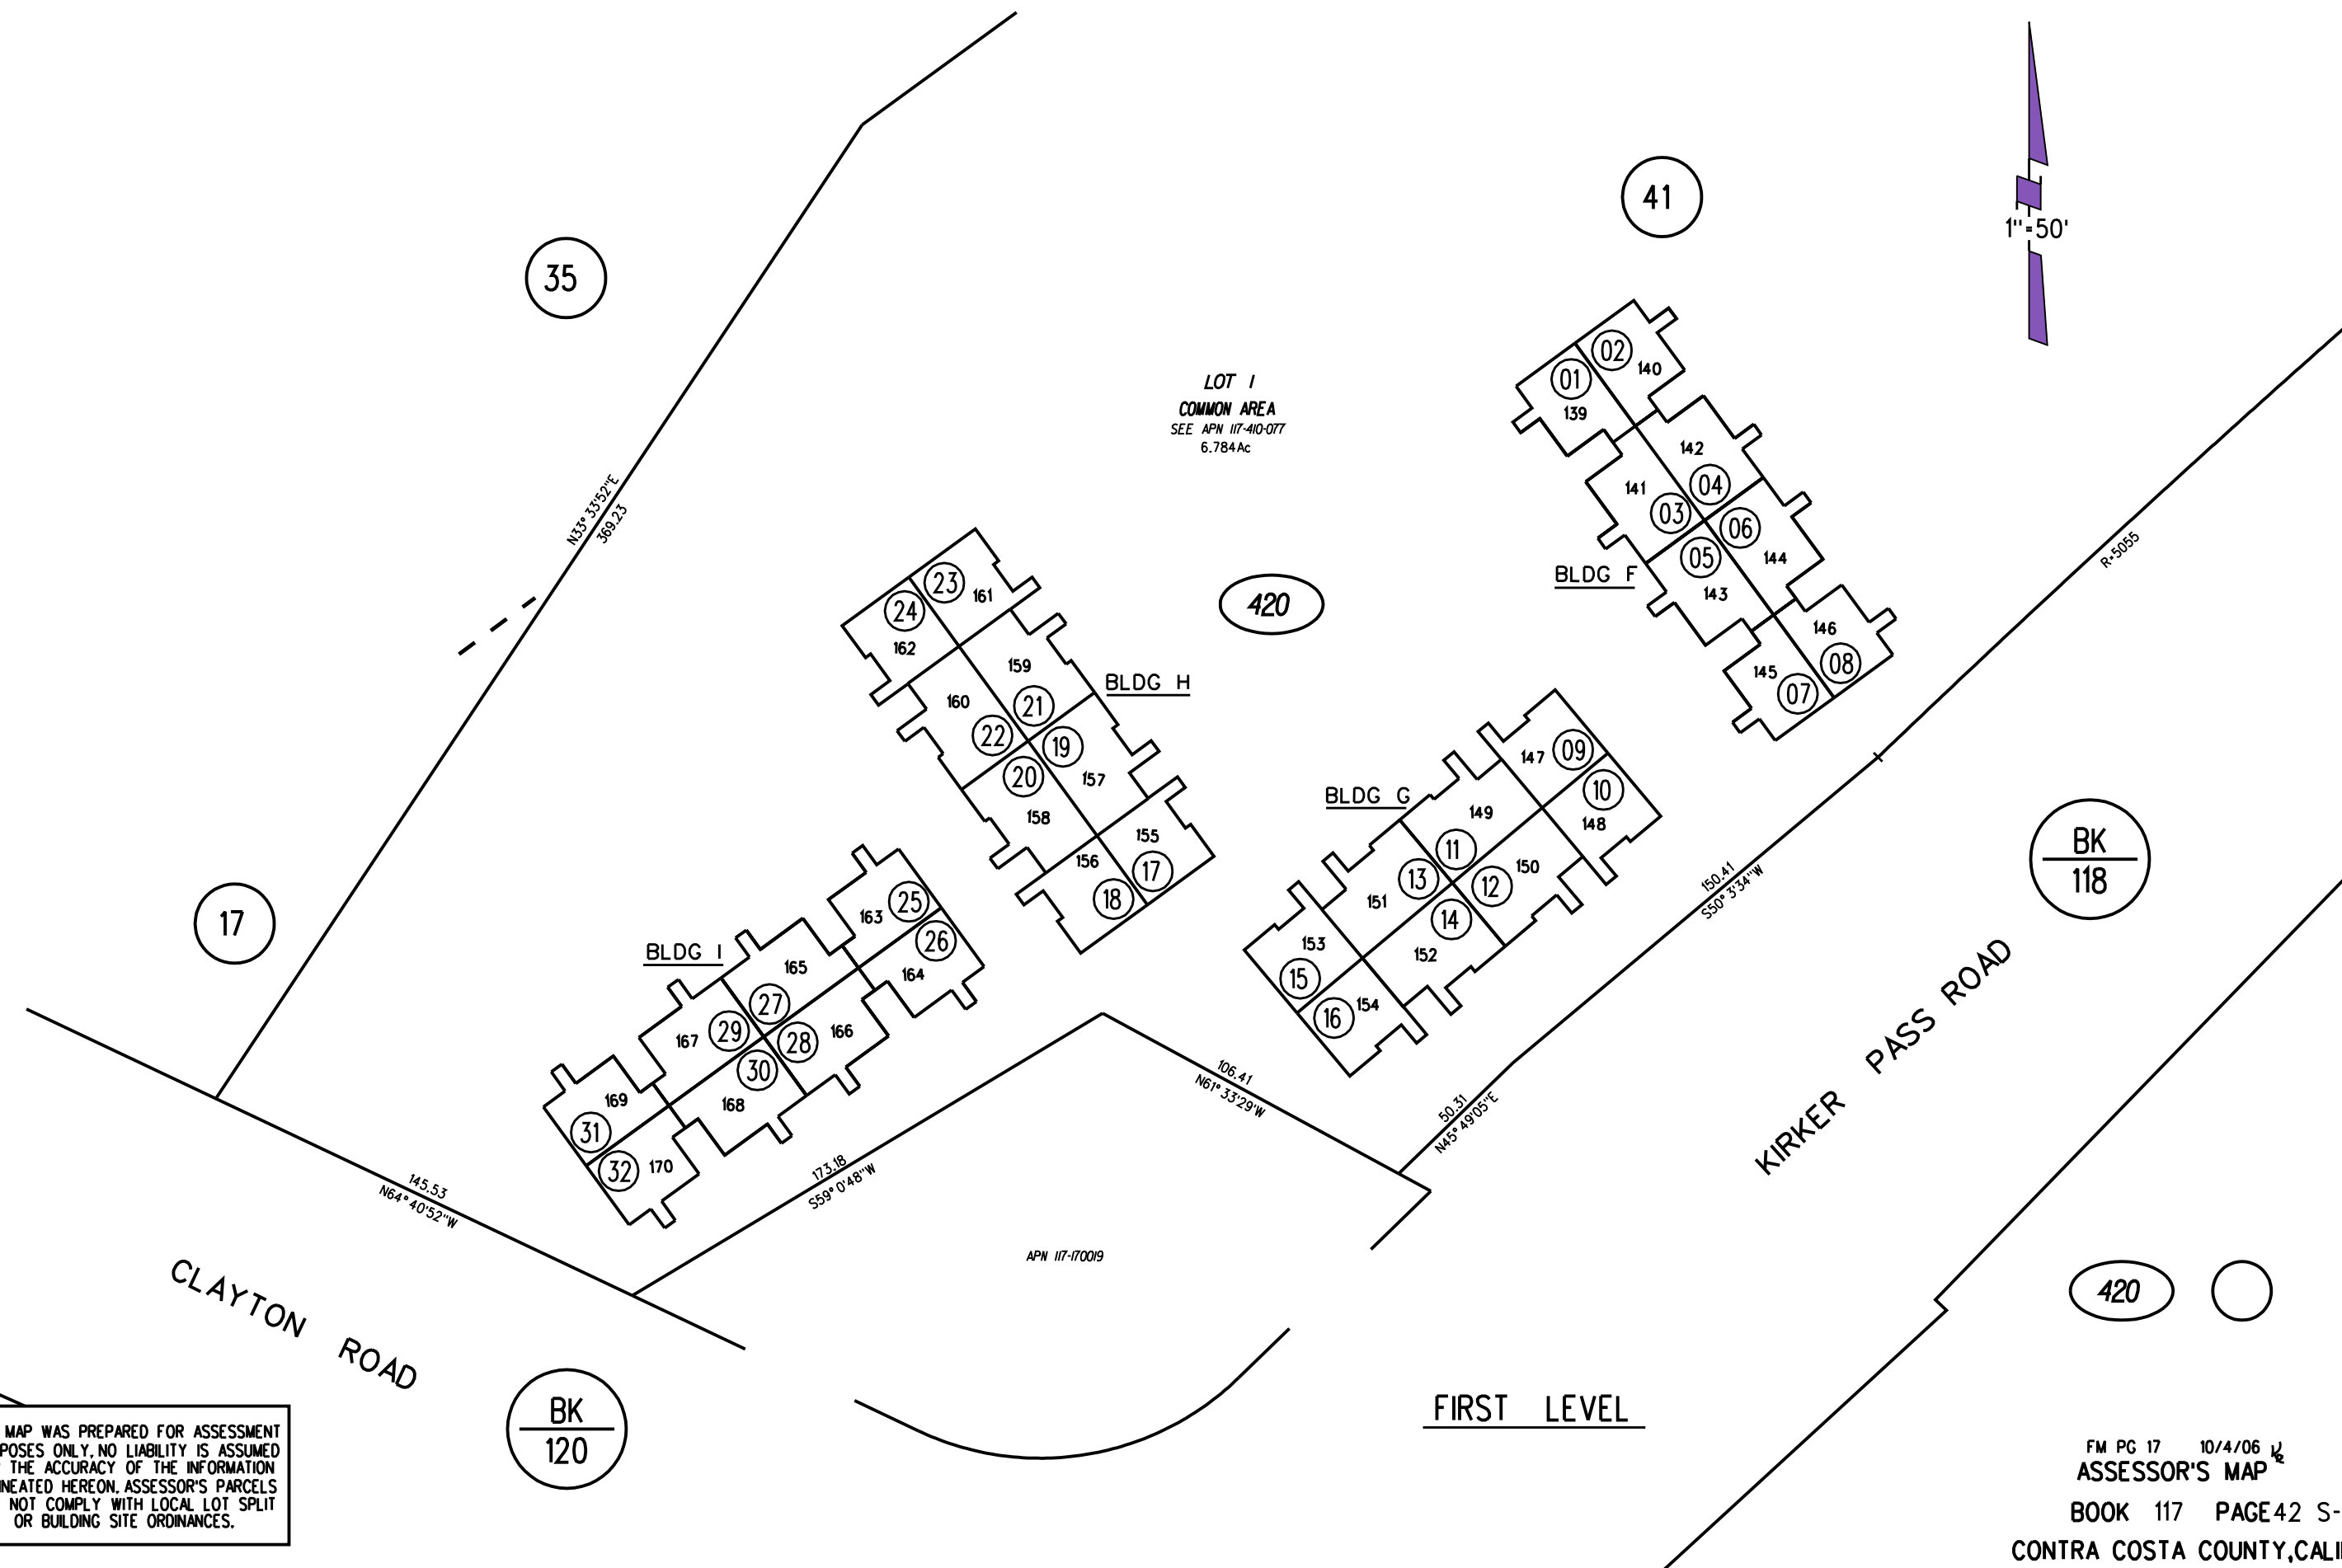 41
1"=50'
35
LOT 1
COMMON AREA
SEE APN 117-410-077
6.784Ac
02
140
01
139
142
04
141
03
06
144
05
143
BLDG F
146
08
145
07
N33°33'52"E
369.23
R=5055
420
23
161
24
162
159
BLDG H
160
21
22
19
20
157
158
155
156
17
18
147
09
BLDG G
10
149
148
11
150
13
12
151
14
153
152
15
154
16
150.41
S50°3'34"W
BK
118
17
163
25
26
BLDG I
165
164
27
29
166
167
28
30
168
169
31
32
170
106.41
N61°33'29"W
50.31
N45°49'05"E
KIRKER PASS ROAD
173.18
S59°0'48"W
145.53
N64°40'52"W
APN 117-170019
CLAYTON ROAD
420
BK
120
FIRST LEVEL
MAP WAS PREPARED FOR ASSESSMENT
POSES ONLY. NO LIABILITY IS ASSUMED
THE ACCURACY OF THE INFORMATION
NEATED HEREON. ASSESSOR'S PARCELS
NOT COMPLY WITH LOCAL LOT SPLIT
OR BUILDING SITE ORDINANCES.
FM PG 17 10/4/06
ASSESSOR'S MAP
BOOK 117 PAGE 42 S-
CONTRA COSTA COUNTY, CALI